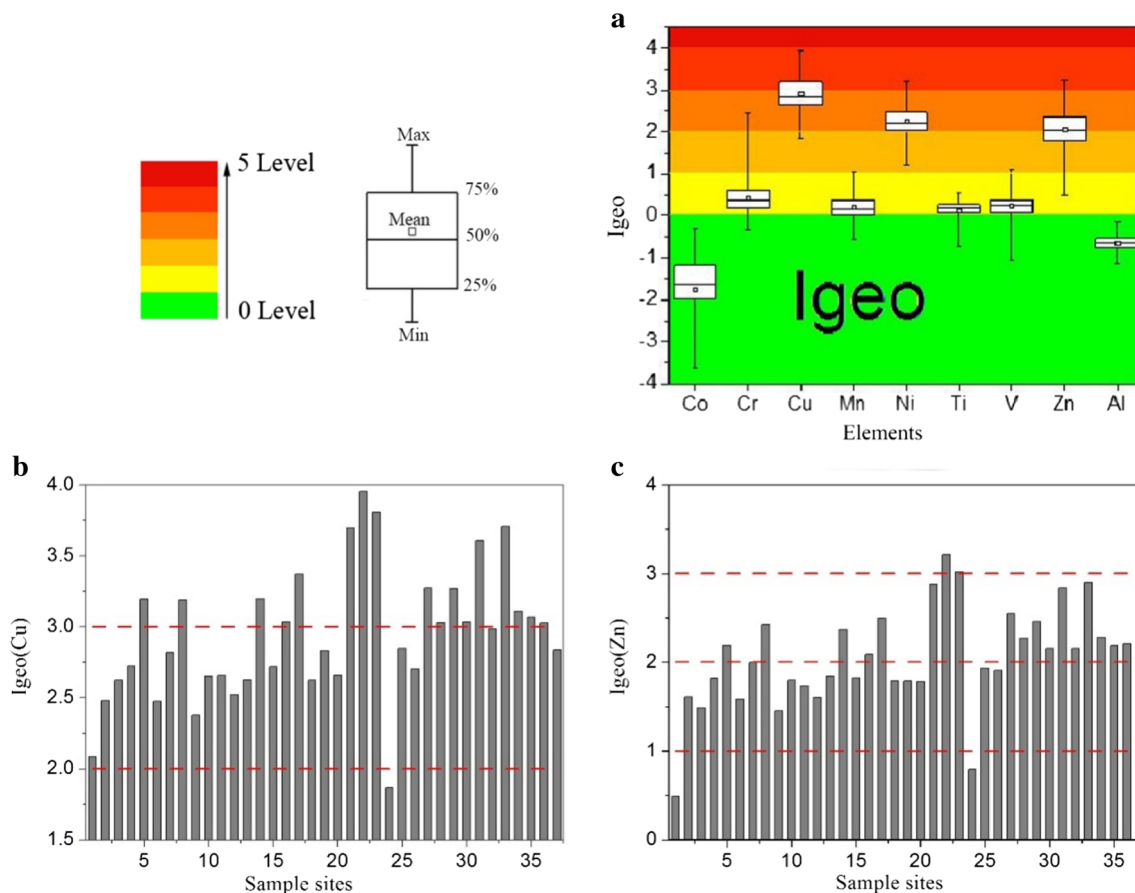 5 Level
0 Level
Max
75%
Mean
50%
25%
Min
a
Igeo
4
3
2
1
0
-1
-2
-3
-4
Igeo
Co Cr Cu Mn Ni Ti V Zn Al
Elements
b
Igeo(Cu)
4.0
3.5
3.0
2.5
2.0
1.5
5 10 15 20 25 30 35
Sample sites
c
Igeo(Zn)
4
3
2
1
0
5 10 15 20 25 30 35
Sample sites